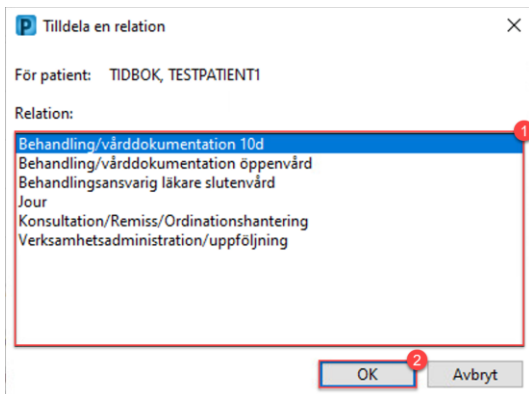 P Tilldela en relation
För patient: TIDBOK, TESTPATIENT1
Relation:
1
Behandling/vårddokumentation 10d
Behandling/vårddokumentation öppenvård
Behandlingsansvarig läkare slutenvård
Jour
Konsultation/Remiss/Ordinationshantering
Verksamhetsadministration/uppföljning
2
OK Avbryt